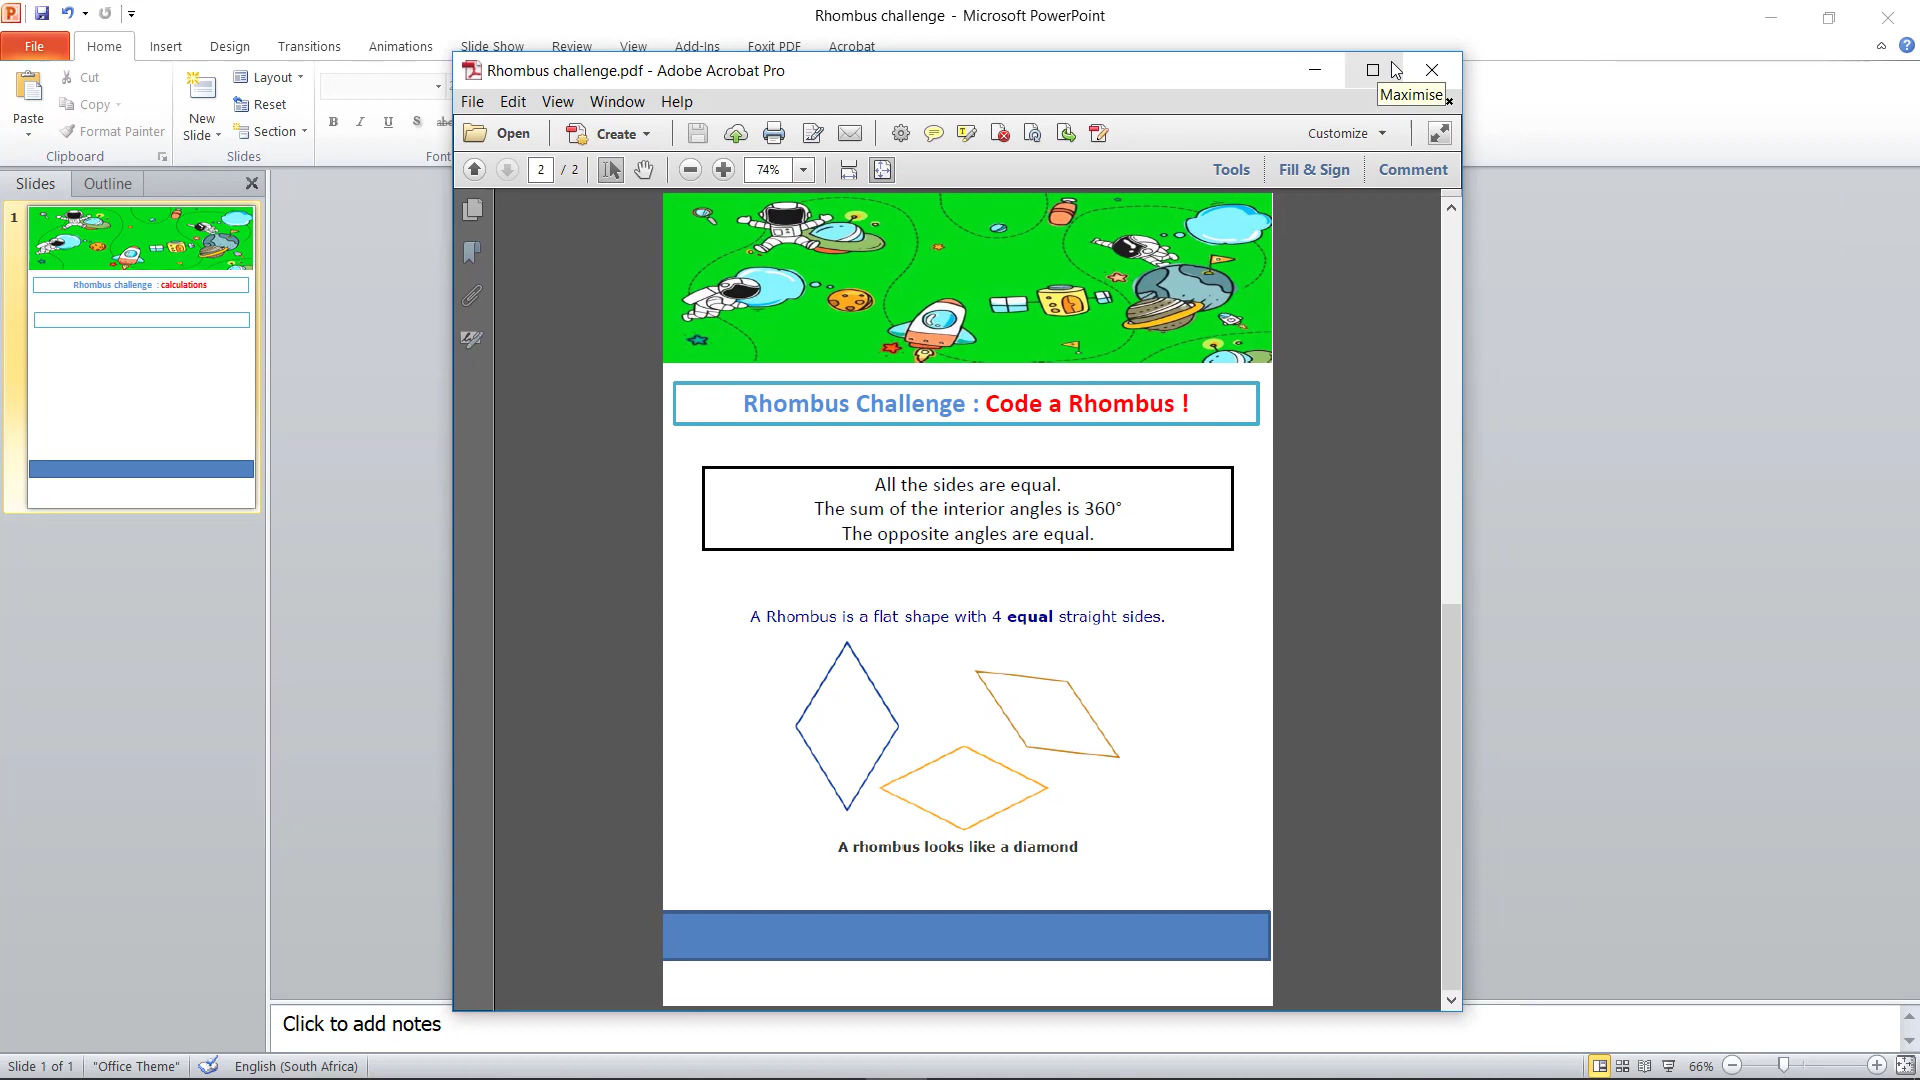 Rhombus challenge - Microsoft PowerPoint
File Home Insert Design Transitions Animations Slide Show Review View Add-Ins Foxit PDF Acrobat
Paste
Cut
Copy
Format Painter
Clipboard
New
Slide
Layout
Reset
Section
Slides
B I U S abc
Font
Slides Outline
1
Rhombus challenge : calculations
Rhombus challenge.pdf - Adobe Acrobat Pro
Maximise
File Edit View Window Help
Open Create Customize
2 / 2 74% Tools Fill & Sign Comment
Rhombus Challenge : Code a Rhombus !
All the sides are equal.
The sum of the interior angles is 360°
The opposite angles are equal.
A Rhombus is a flat shape with 4 equal straight sides.
A rhombus looks like a diamond
Click to add notes
Slide 1 of 1 "Office Theme" English (South Africa) 66%